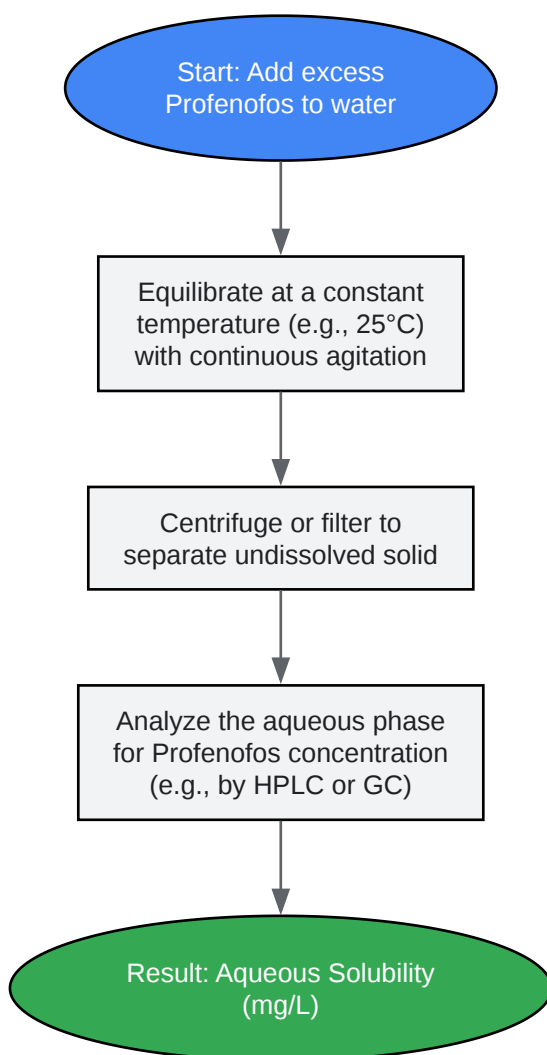 Start: Add excess
Profenofos to water
Equilibrate at a constant
temperature (e.g., 25°C)
with continuous agitation
Centrifuge or filter to
separate undissolved solid
Analyze the aqueous phase
for Profenofos concentration
(e.g., by HPLC or GC)
Result: Aqueous Solubility
(mg/L)